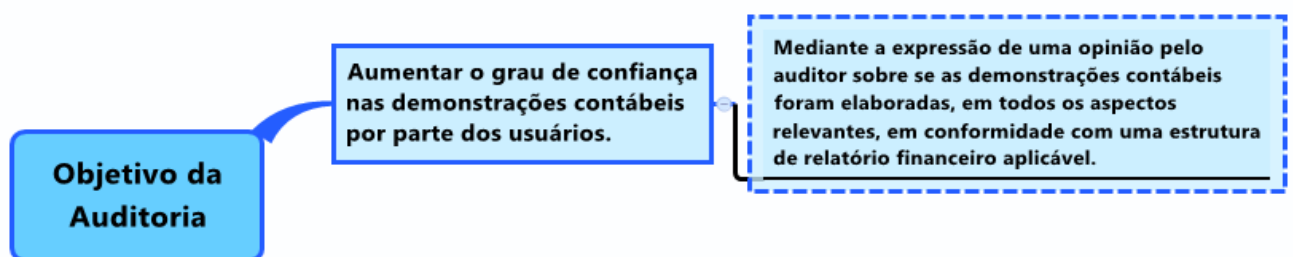 Objetivo da
Auditoria
Aumentar o grau de confiança
nas demonstrações contábeis
por parte dos usuários.
Mediante a expressão de uma opinião pelo
auditor sobre se as demonstrações contábeis
foram elaboradas, em todos os aspectos
relevantes, em conformidade com uma estrutura
de relatório financeiro aplicável.